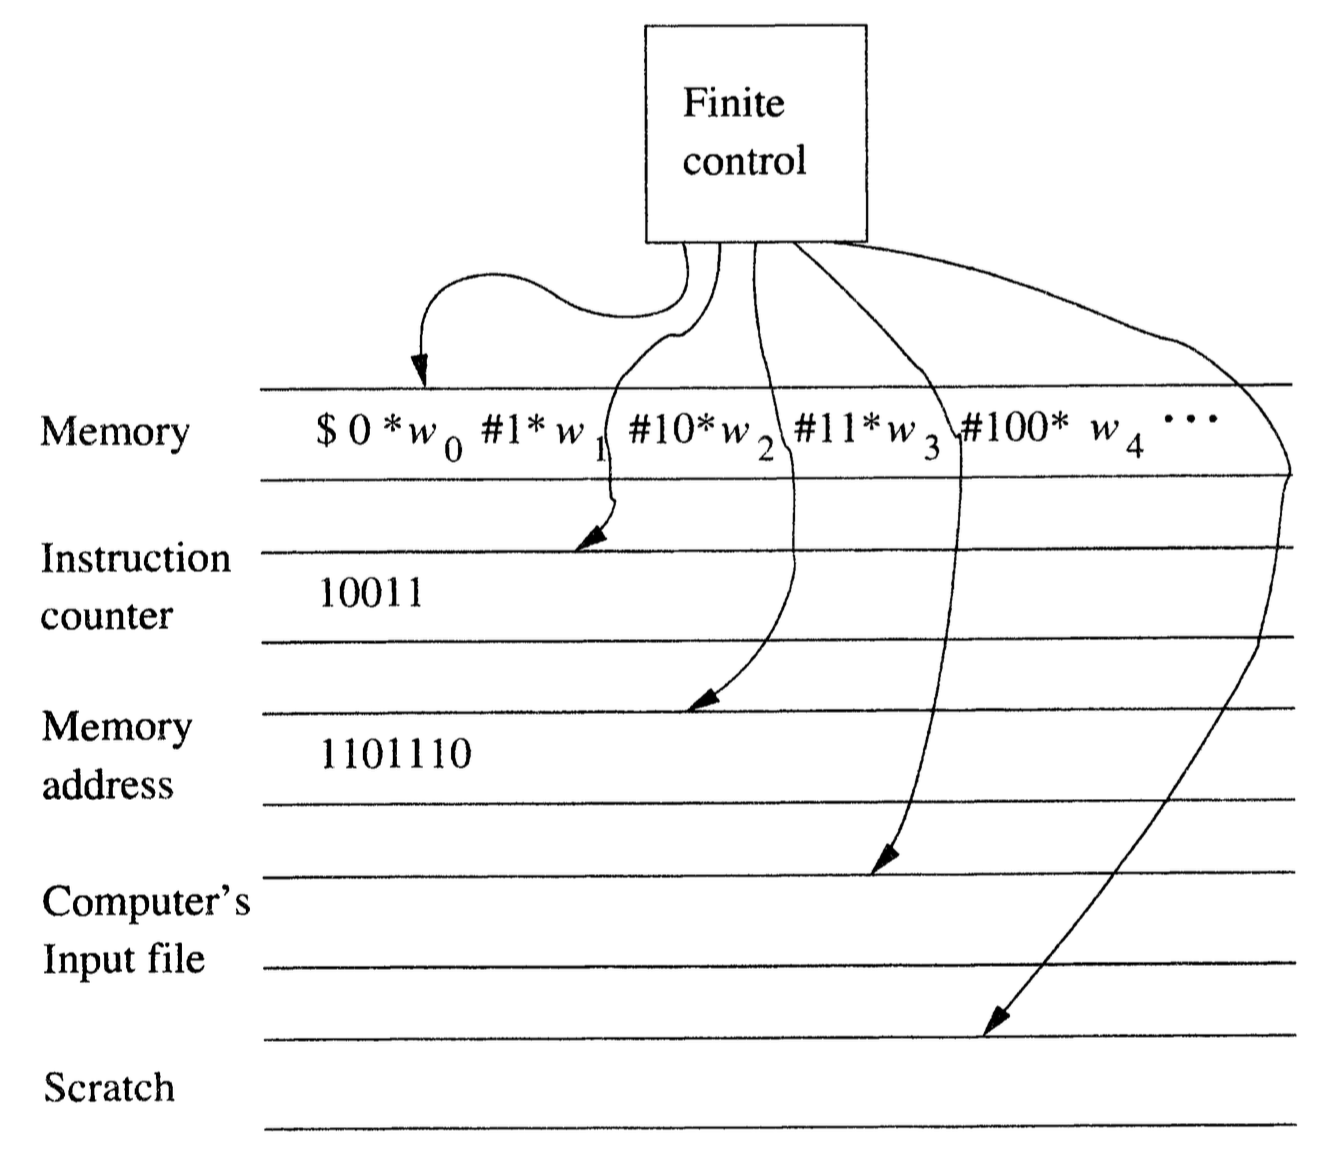 Finite
control
Memory
$ 0 * w₀ #1* w₁ #10* w₂ #11* w₃ #100* w₄ ···
Instruction
counter
10011
Memory
address
1101110
Computer's
Input file
Scratch